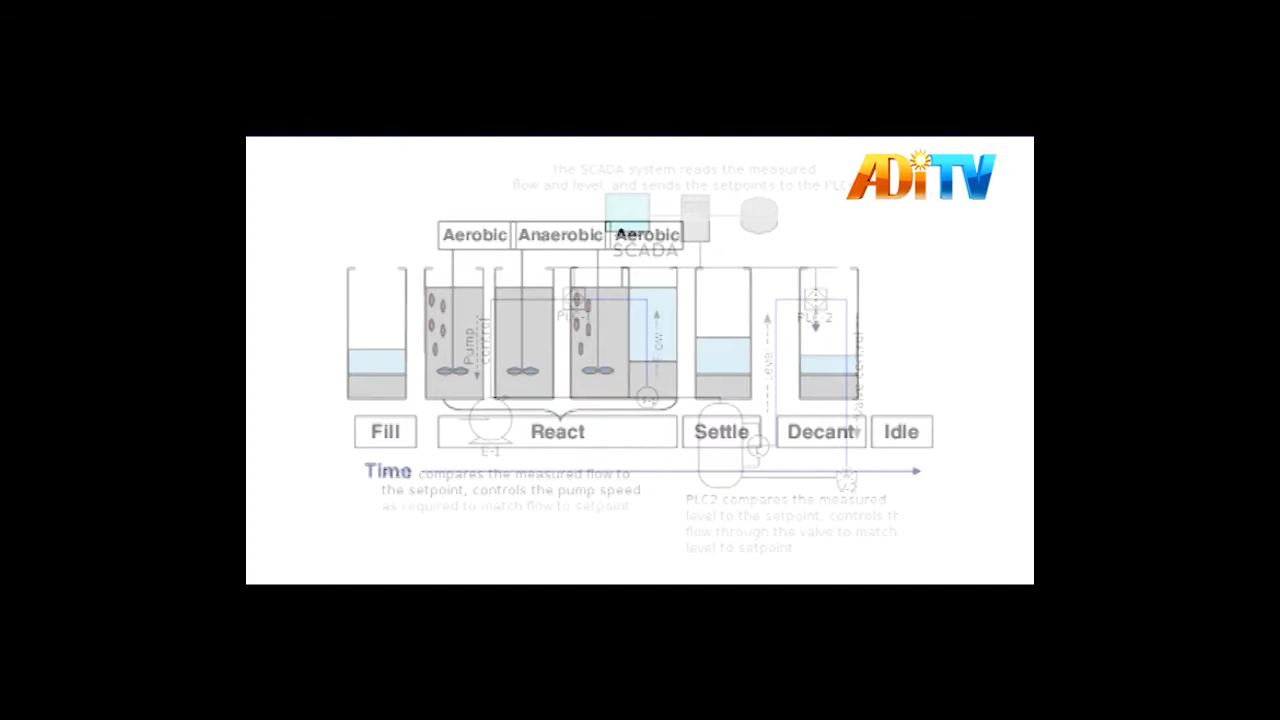 The SCADA system reads the measured
flow and level, and sends the setpoints to the PLC
ADiTV
Aerobic Anaerobic Aerobic
SCADA
PLC-1
PLC-2
Pump
control
Flow
Level
Valve control
Fill React Settle Decant Idle
E-1
Time
compares the measured flow to
the setpoint, controls the pump speed
as required to match flow to setpoint
V-2
PLC2 compares the measured
level to the setpoint, controls th
flow through the valve to match
level to setpoint